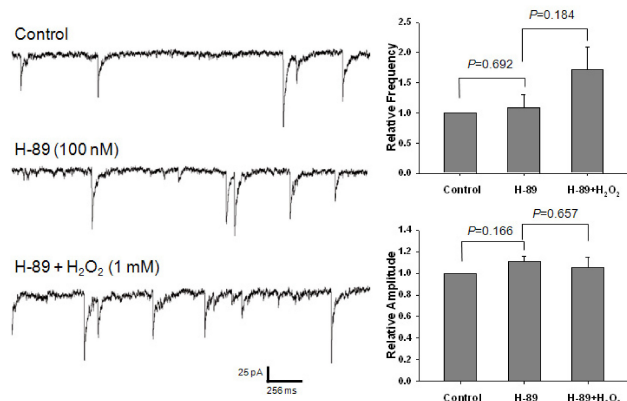 Control
H-89 (100 nM)
H-89 + H₂O₂ (1 mM)
25 pA
256 ms
P=0.184
P=0.692
Relative Frequency
2.5
2.0
1.5
1.0
0.5
0.0
Control H-89 H-89+H₂O₂
P=0.657
P=0.166
Relative Amplitude
1.4
1.2
1.0
0.8
0.6
0.4
0.2
0.0
Control H-89 H-89+H₂O₂